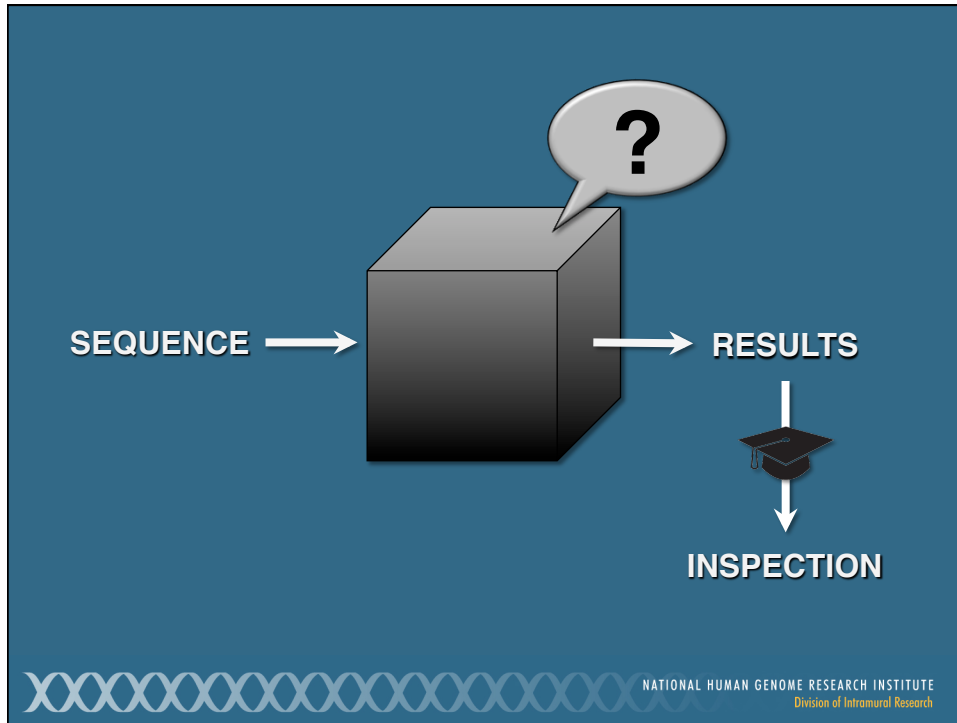 ?
SEQUENCE
RESULTS
INSPECTION
NATIONAL HUMAN GENOME RESEARCH INSTITUTE
Division of Intramural Research